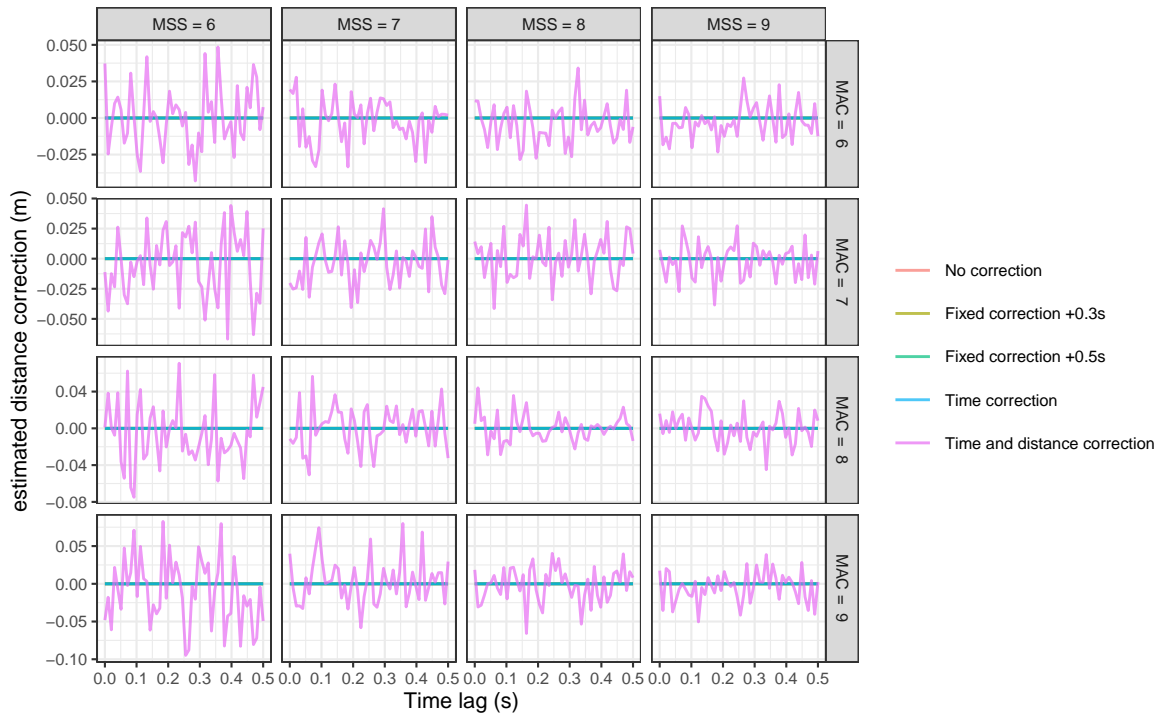 MSS = 6 MSS = 7 MSS = 8 MSS = 9
estimated distance correction (m)
0.050
0.025
0.000
−0.025
MAC = 6
0.050
0.025
0.000
−0.025
−0.050
MAC = 7
0.04
0.00
−0.04
−0.08
MAC = 8
0.05
0.00
−0.05
−0.10
MAC = 9
0.0 0.1 0.2 0.3 0.4 0.5 0.0 0.1 0.2 0.3 0.4 0.5 0.0 0.1 0.2 0.3 0.4 0.5 0.0 0.1 0.2 0.3 0.4 0.5
Time lag (s)
No correction
Fixed correction +0.3s
Fixed correction +0.5s
Time correction
Time and distance correction